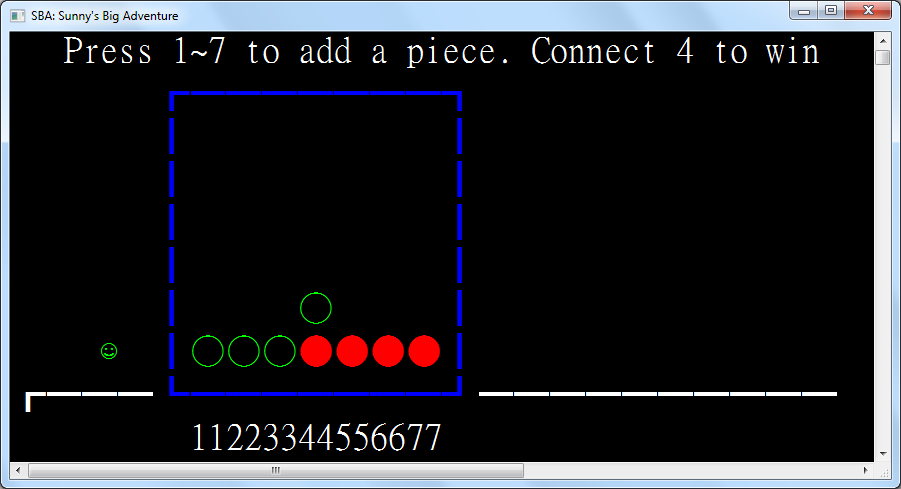 SBA: Sunny's Big Adventure
Press 1~7 to add a piece. Connect 4 to win
11223344556677